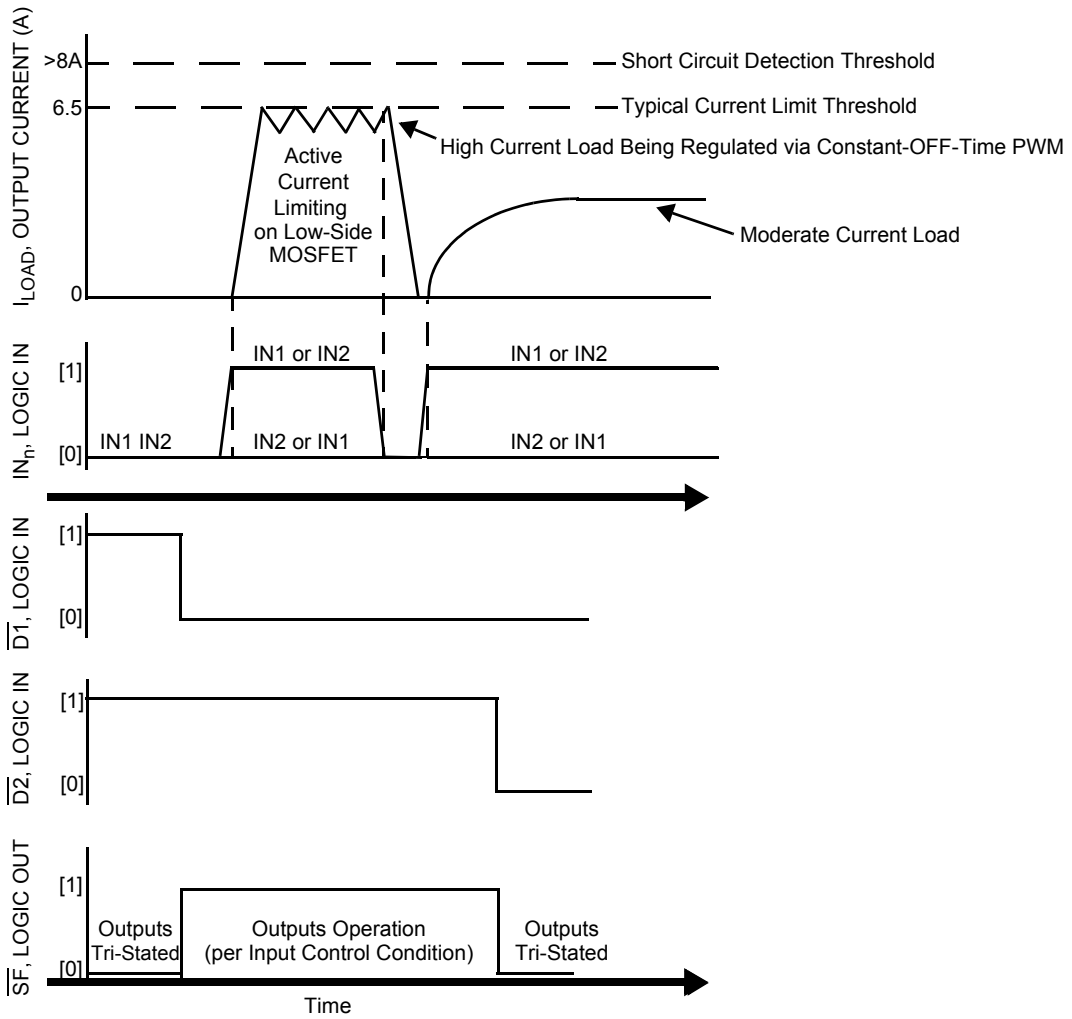 I_LOAD, OUTPUT CURRENT (A)
>8A
Short Circuit Detection Threshold
6.5
Typical Current Limit Threshold
High Current Load Being Regulated via Constant-OFF-Time PWM
Active
Current
Limiting
on Low-Side
MOSFET
Moderate Current Load
0
IN_n, LOGIC IN
[1]
IN1 or IN2
IN1 or IN2
[0]
IN1 IN2
IN2 or IN1
IN2 or IN1
D1, LOGIC IN
[1]
[0]
D2, LOGIC IN
[1]
[0]
SF, LOGIC OUT
[1]
[0]
Outputs
Tri-Stated
Outputs Operation
(per Input Control Condition)
Outputs
Tri-Stated
Time